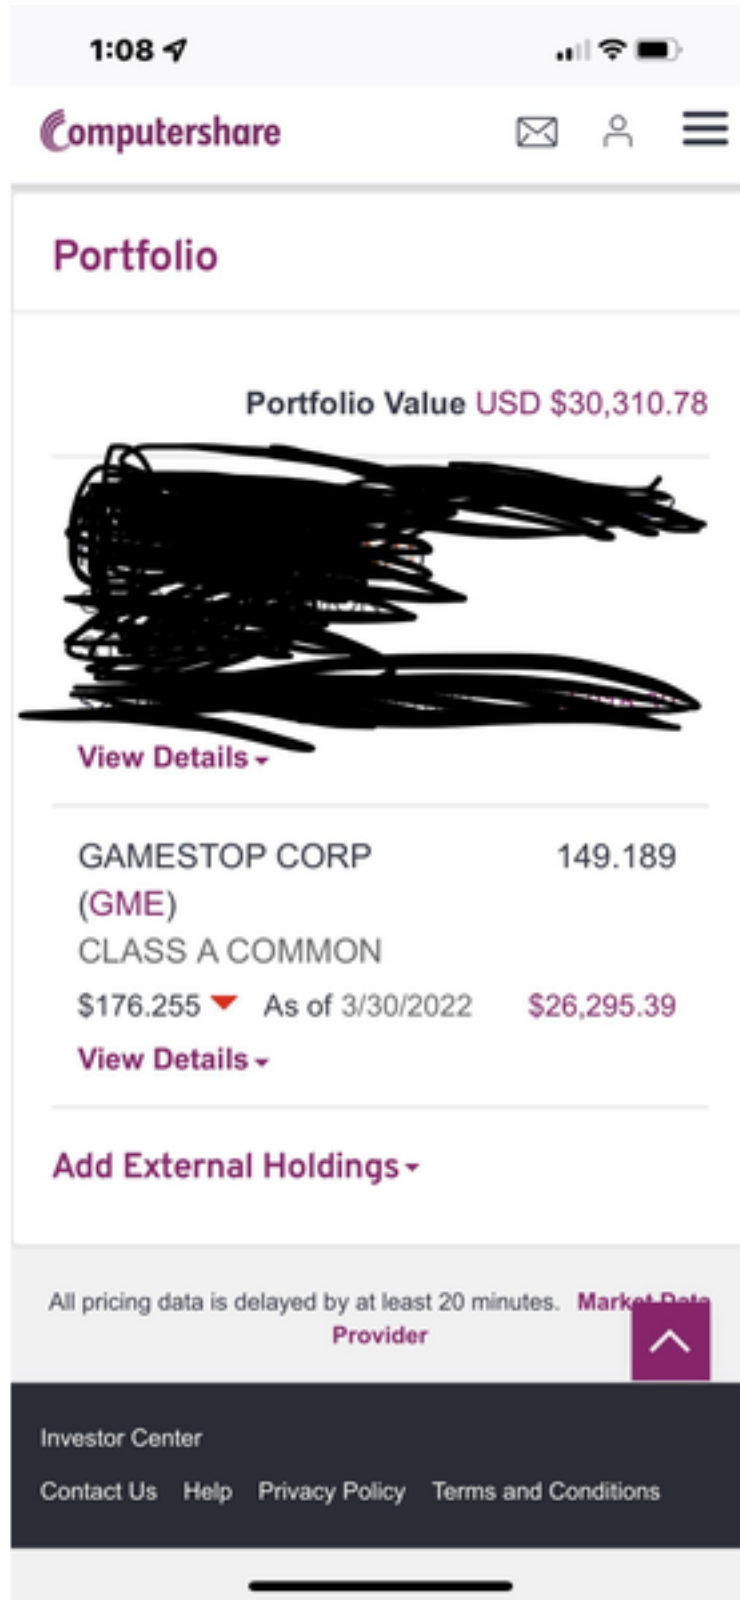 1:08
Computershare
Portfolio
Portfolio Value USD $30,310.78
View Details
GAMESTOP CORP 149.189
(GME)
CLASS A COMMON
$176.255 As of 3/30/2022 $26,295.39
View Details
Add External Holdings
All pricing data is delayed by at least 20 minutes. Market Data
Provider
Investor Center
Contact Us Help Privacy Policy Terms and Conditions